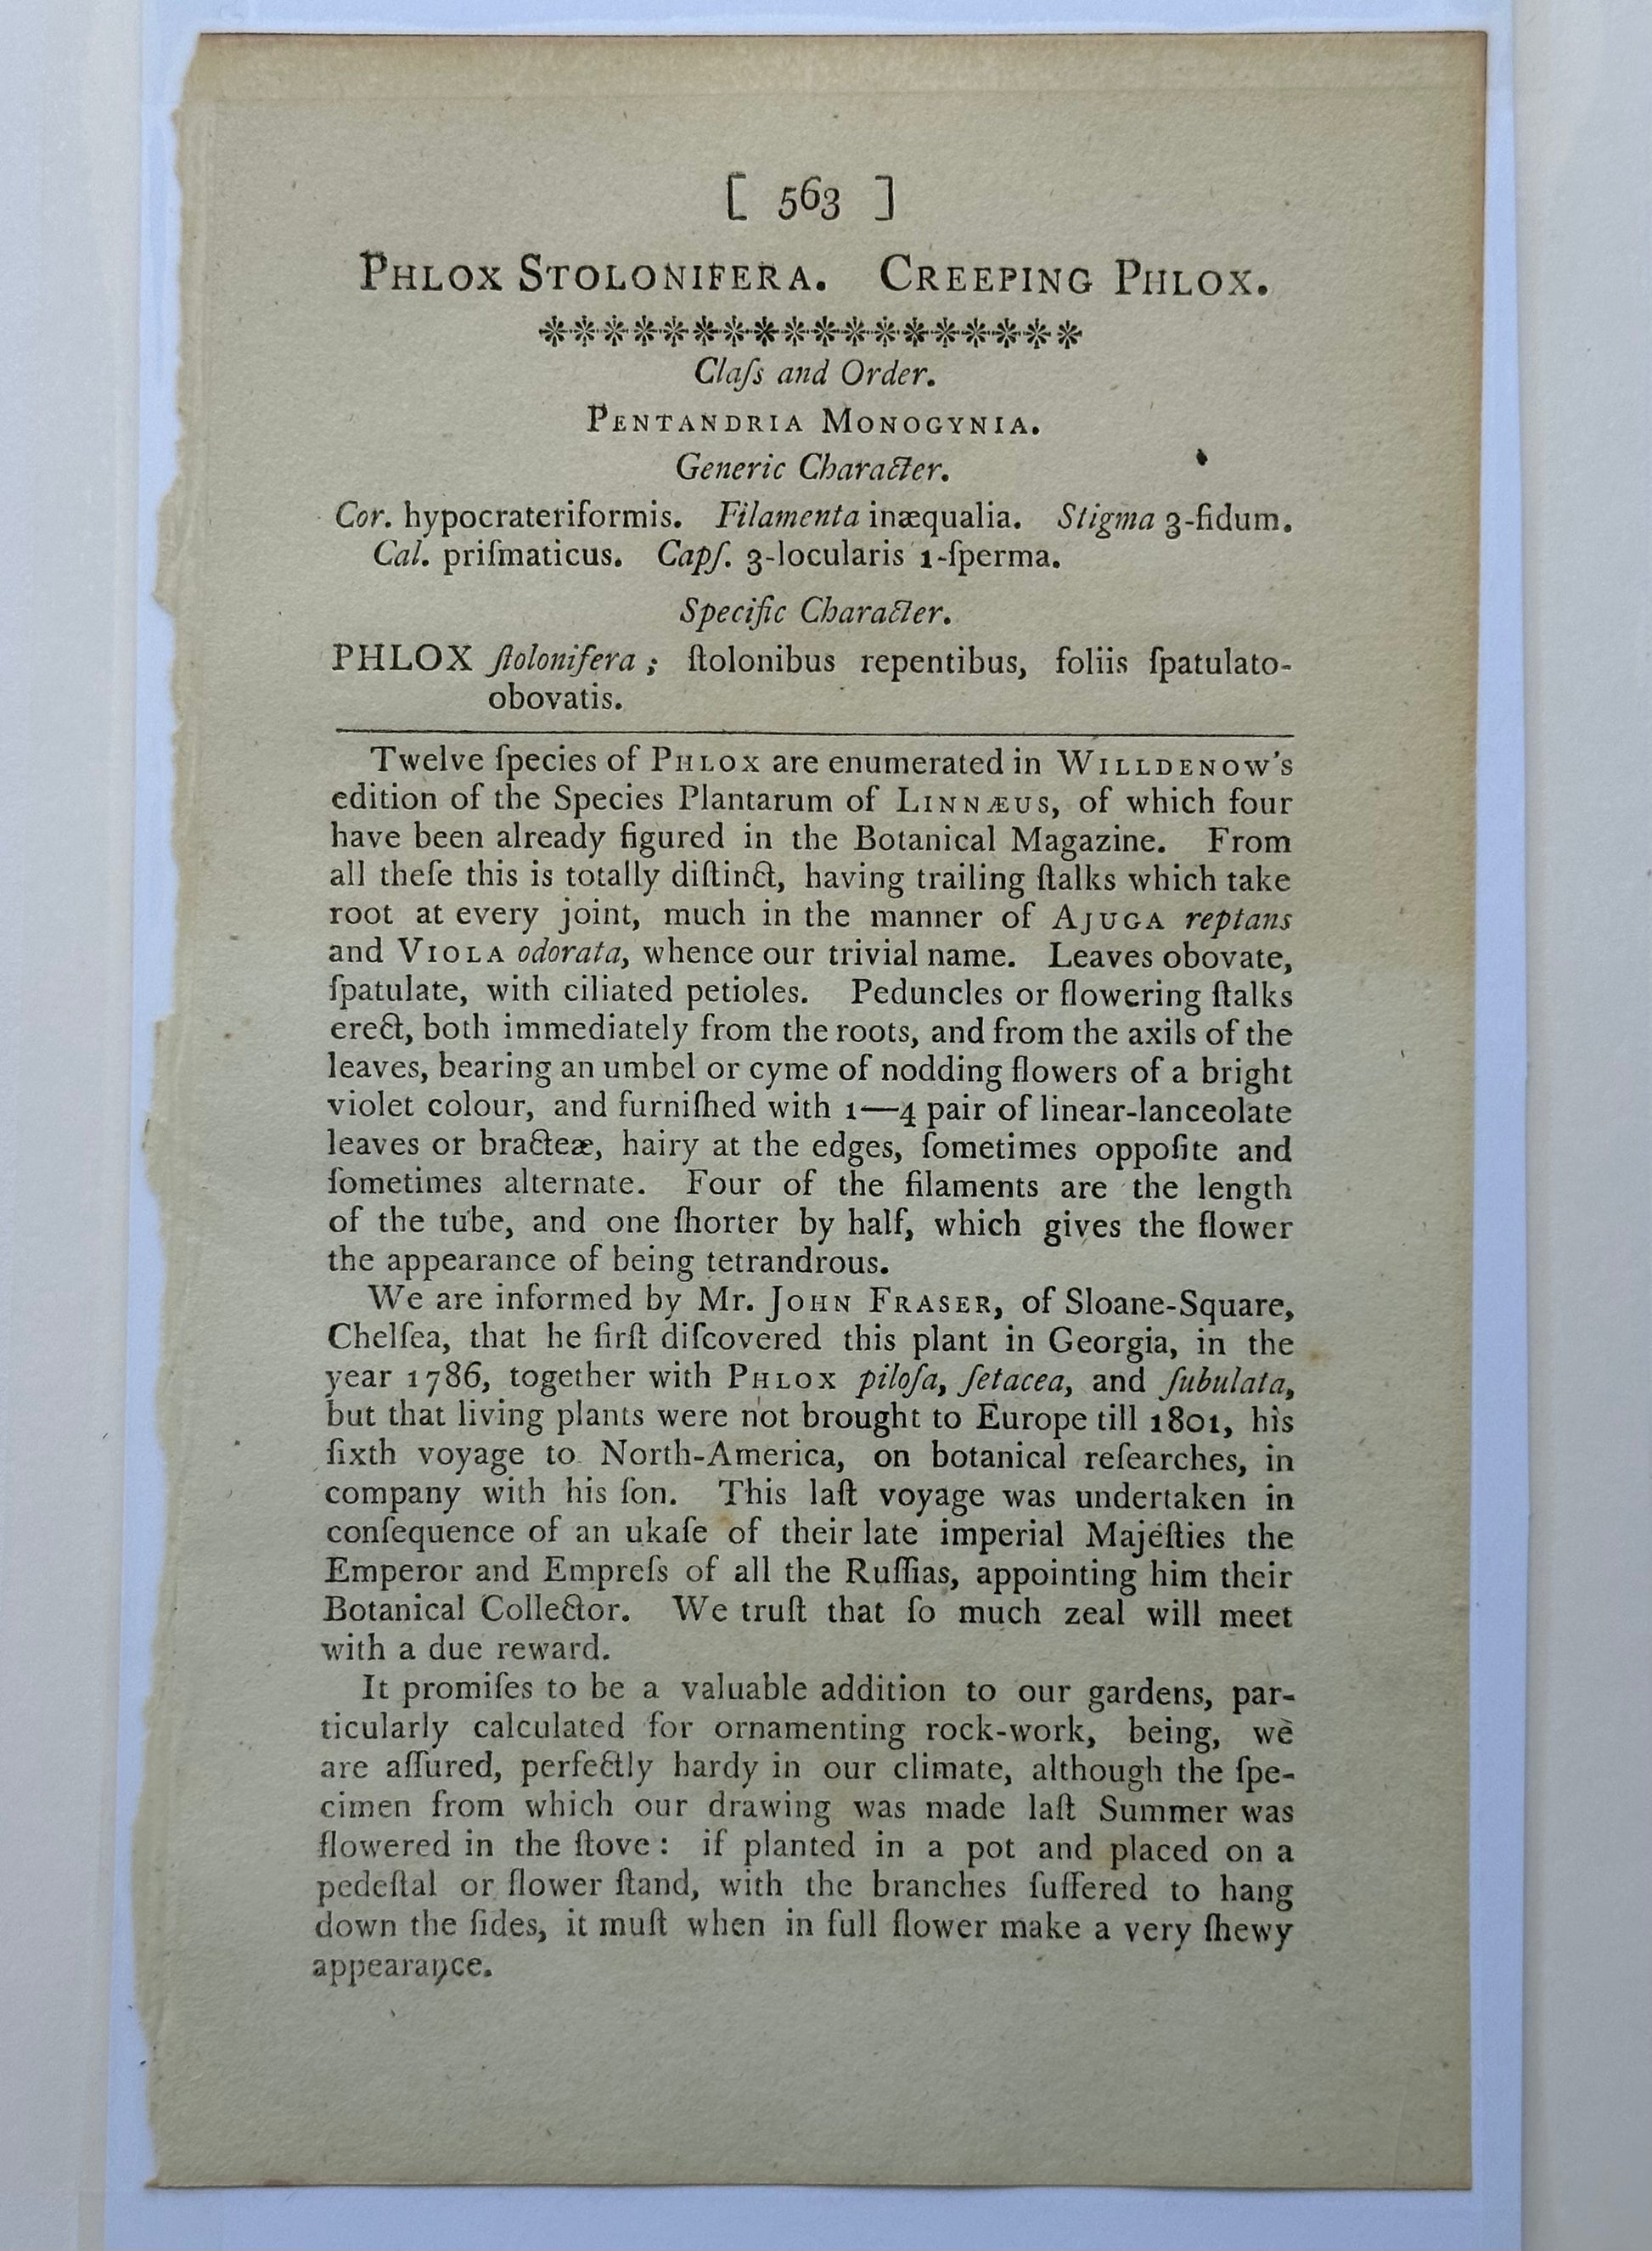 [ 563 ]
PHLOX STOLONIFERA. CREEPING PHLOX.
Claſs and Order.
PENTANDRIA MONOGYNIA.
Generic Character.
Cor. hypocrateriformis. Filamenta inæqualia. Stigma 3-fidum.
Cal. priſmaticus. Capſ. 3-locularis 1-ſperma.
Specific Character.
PHLOX ſtolonifera; ſtolonibus repentibus, foliis ſpatulato-
obovatis.
Twelve ſpecies of PHLOX are enumerated in WILLDENOW's
edition of the Species Plantarum of LINNÆUS, of which four
have been already figured in the Botanical Magazine. From
all theſe this is totally diſtinct, having trailing ſtalks which take
root at every joint, much in the manner of AJUGA reptans
and VIOLA odorata, whence our trivial name. Leaves obovate,
ſpatulate, with ciliated petioles. Peduncles or flowering ſtalks
erect, both immediately from the roots, and from the axils of the
leaves, bearing an umbel or cyme of nodding flowers of a bright
violet colour, and furniſhed with 1—4 pair of linear-lanceolate
leaves or bracteæ, hairy at the edges, ſometimes oppoſite and
ſometimes alternate. Four of the filaments are the length
of the tube, and one ſhorter by half, which gives the flower
the appearance of being tetrandrous.
We are informed by Mr. JOHN FRASER, of Sloane-Square,
Chelſea, that he firſt diſcovered this plant in Georgia, in the
year 1786, together with PHLOX piloſa, ſetacea, and ſubulata,
but that living plants were not brought to Europe till 1801, his
ſixth voyage to North-America, on botanical reſearches, in
company with his ſon. This laſt voyage was undertaken in
conſequence of an ukaſe of their late imperial Majeſties the
Emperor and Empreſs of all the Ruſſias, appointing him their
Botanical Collector. We truſt that ſo much zeal will meet
with a due reward.
It promiſes to be a valuable addition to our gardens, par-
ticularly calculated for ornamenting rock-work, being, we
are aſſured, perfectly hardy in our climate, although the ſpe-
cimen from which our drawing was made laſt Summer was
flowered in the ſtove: if planted in a pot and placed on a
pedeſtal or flower ſtand, with the branches ſuffered to hang
down the ſides, it muſt when in full flower make a very ſhewy
appearance.